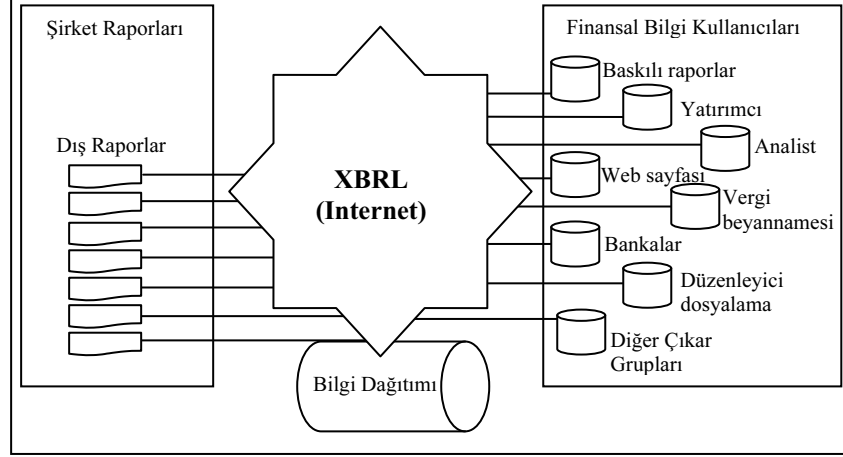 Şirket Raporları
Dış Raporlar
XBRL
(Internet)
Bilgi Dağıtımı
Finansal Bilgi Kullanıcıları
Baskılı raporlar
Yatırımcı
Analist
Web sayfası
Vergi
beyannamesi
Bankalar
Düzenleyici
dosyalama
Diğer Çıkar
Grupları